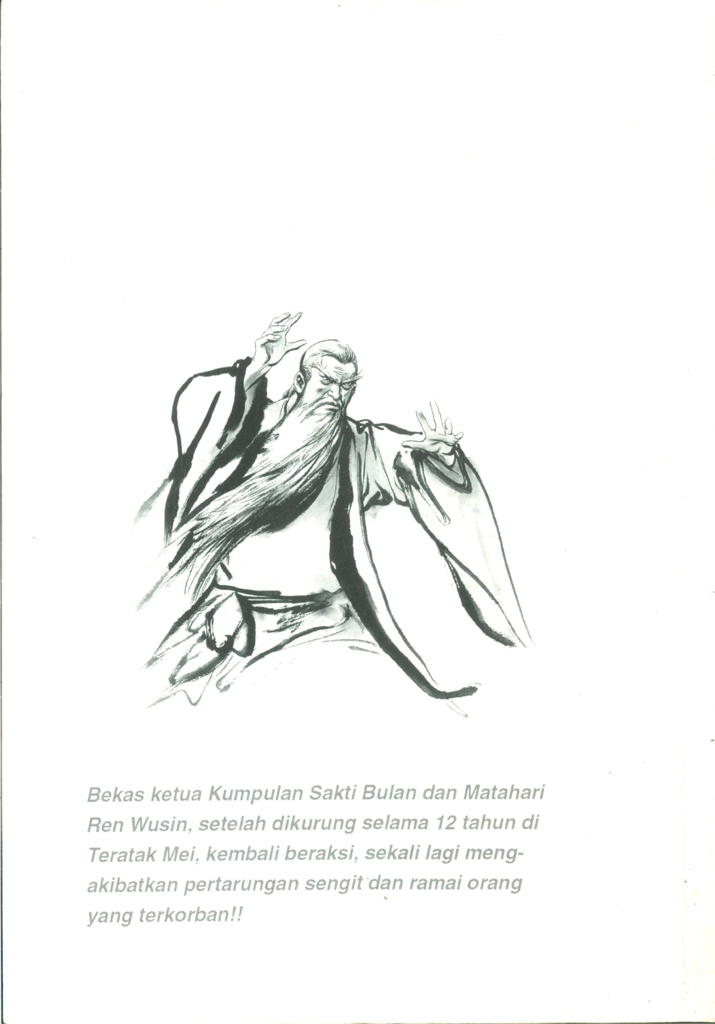 Bekas ketua Kumpulan Sakti Bulan dan Matahari
Ren Wusin, setelah dikurung selama 12 tahun di
Teratak Mei, kembali beraksi, sekali lagi meng-
akibatkan pertarungan sengit dan ramai orang
yang terkorban!!